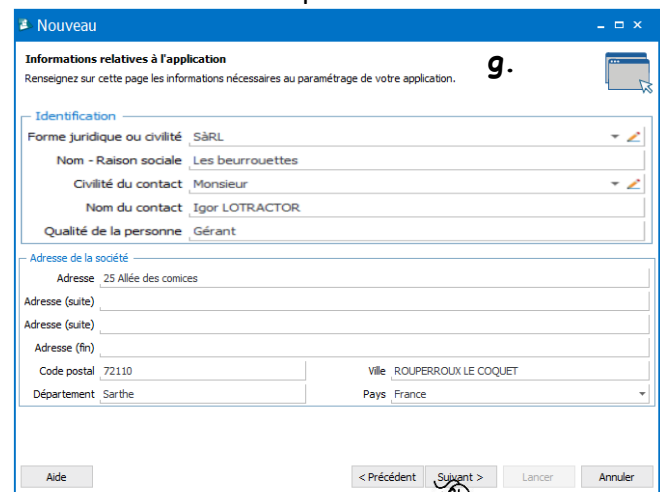 Nouveau
Informations relatives à l'application
Renseignez sur cette page les informations nécessaires au paramétrage de votre application.
g.
Identification
Forme juridique ou civilité SàRL
Nom - Raison sociale Les beurrouettes
Civilité du contact Monsieur
Nom du contact Igor LOTRACTOR
Qualité de la personne Gérant
Adresse de la société
Adresse 25 Allée des comices
Adresse (suite)
Adresse (suite)
Adresse (fin)
Code postal 72110 Ville ROUPERROUX LE COQUET
Département Sarthe Pays France
Aide < Précédent Suivant > Lancer Annuler